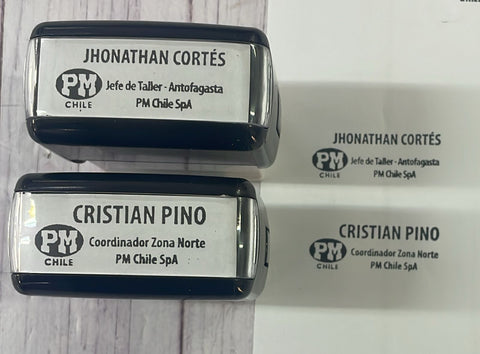 JHONATHAN CORTÉS
PM CHILE
Jefe de Taller - Antofagasta
PM Chile SpA
JHONATHAN CORTÉS
PM CHILE
Jefe de Taller - Antofagasta
PM Chile SpA
CRISTIAN PINO
PM CHILE
Coordinador Zona Norte
PM Chile SpA
CRISTIAN PINO
PM CHILE
Coordinador Zona Norte
PM Chile SpA